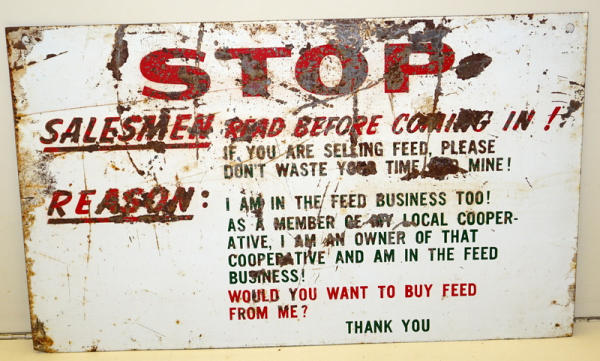 STOP
SALESMEN READ BEFORE COMING IN !
IF YOU ARE SELLING FEED, PLEASE
DON'T WASTE YOUR TIME OR MINE!
REASON: I AM IN THE FEED BUSINESS TOO!
AS A MEMBER OF MY LOCAL COOPER-
ATIVE, I AM AN OWNER OF THAT
COOPERATIVE AND AM IN THE FEED
BUSINESS!
WOULD YOU WANT TO BUY FEED
FROM ME?
THANK YOU